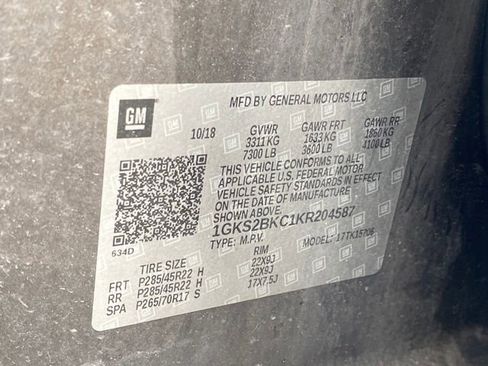 GM
MFD BY GENERAL MOTORS LLC
10/18 GVWR GAWR FRT GAWR RR
3311 KG 1633 KG 1860 KG
7300 LB 3600 LB 4100 LB
THIS VEHICLE CONFORMS TO ALL
APPLICABLE U.S. FEDERAL MOTOR
VEHICLE SAFETY STANDARDS IN EFFECT
ON THE DATE OF MANUFACTURE
SHOWN ABOVE.
1GKS2BKC1KR204587
TYPE: M.P.V. MODEL: 17TK15706
634D
TIRE SIZE RIM
FRT P285/45R22 H 22X9J
RR P285/45R22 H 22X9J
SPA P265/70R17 S 17X7.5J